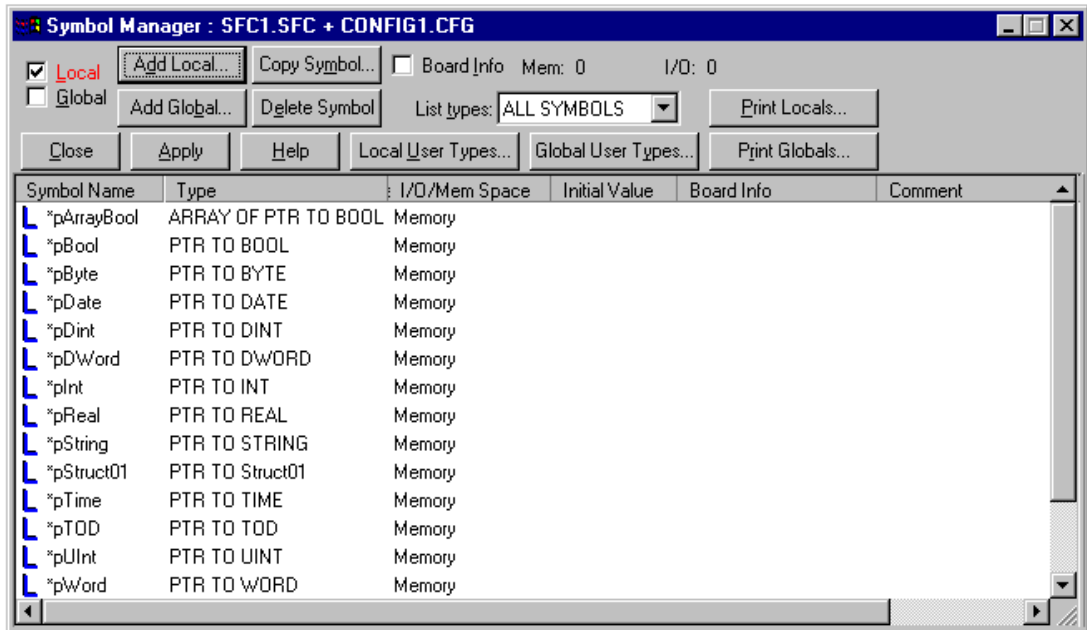 Symbol Manager : SFC1.SFC + CONFIG1.CFG
Local Add Local... Copy Symbol... Board Info Mem: 0 I/O: 0
Global Add Global... Delete Symbol List types: ALL SYMBOLS Print Locals...
Close Apply Help Local User Types... Global User Types... Print Globals...
Symbol Name Type I/O/Mem Space Initial Value Board Info Comment
L *pArrayBool ARRAY OF PTR TO BOOL Memory
L *pBool PTR TO BOOL Memory
L *pByte PTR TO BYTE Memory
L *pDate PTR TO DATE Memory
L *pDint PTR TO DINT Memory
L *pDWord PTR TO DWORD Memory
L *pInt PTR TO INT Memory
L *pReal PTR TO REAL Memory
L *pString PTR TO STRING Memory
L *pStruct01 PTR TO Struct01 Memory
L *pTime PTR TO TIME Memory
L *pTOD PTR TO TOD Memory
L *pUInt PTR TO UINT Memory
L *pWord PTR TO WORD Memory